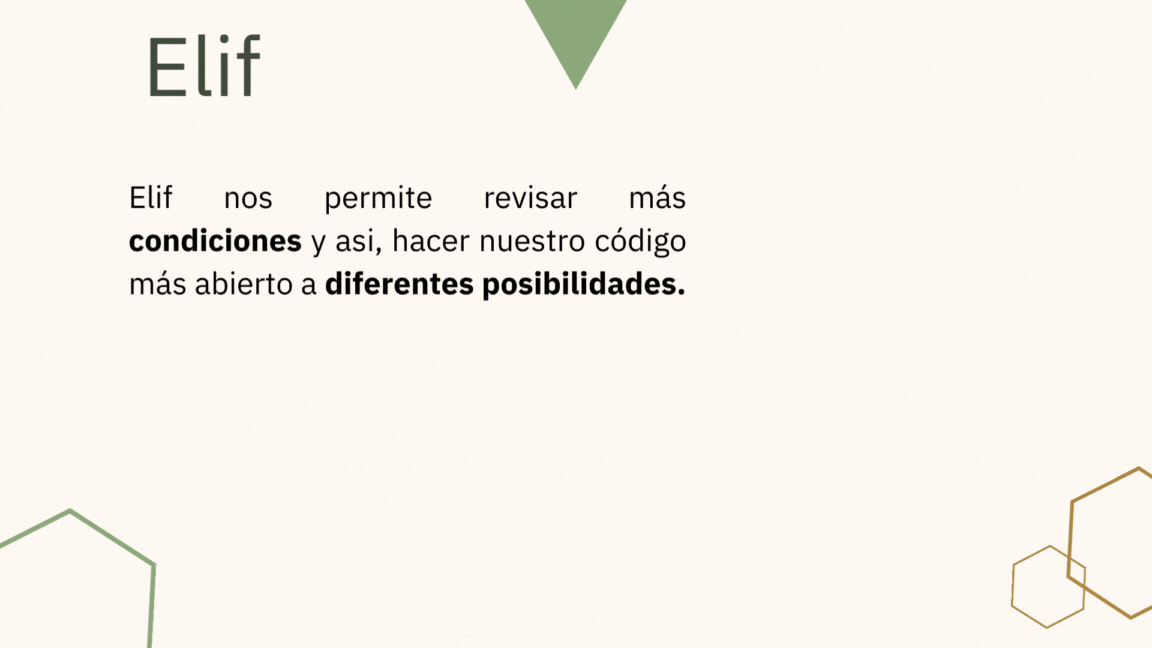 Elif
Elif nos permite revisar más
condiciones y asi, hacer nuestro código
más abierto a diferentes posibilidades.